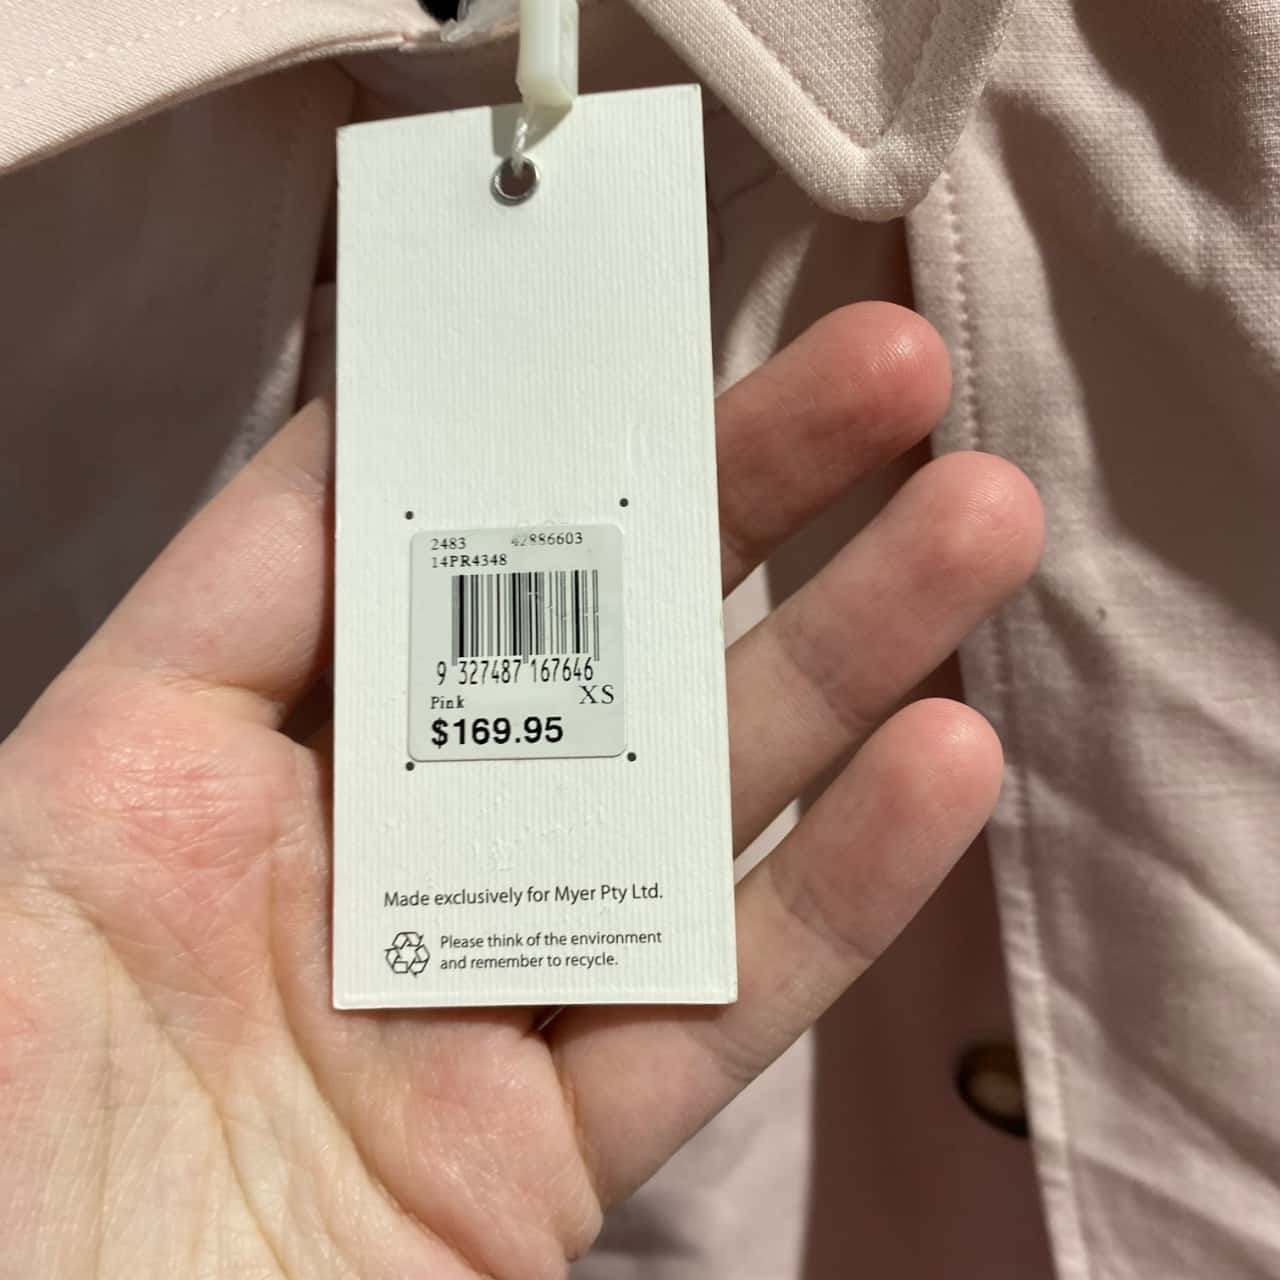 2483 42886603
14PR4348
9 327487 167646
XS
Pink
$169.95
Made exclusively for Myer Pty Ltd.
Please think of the environment
and remember to recycle.